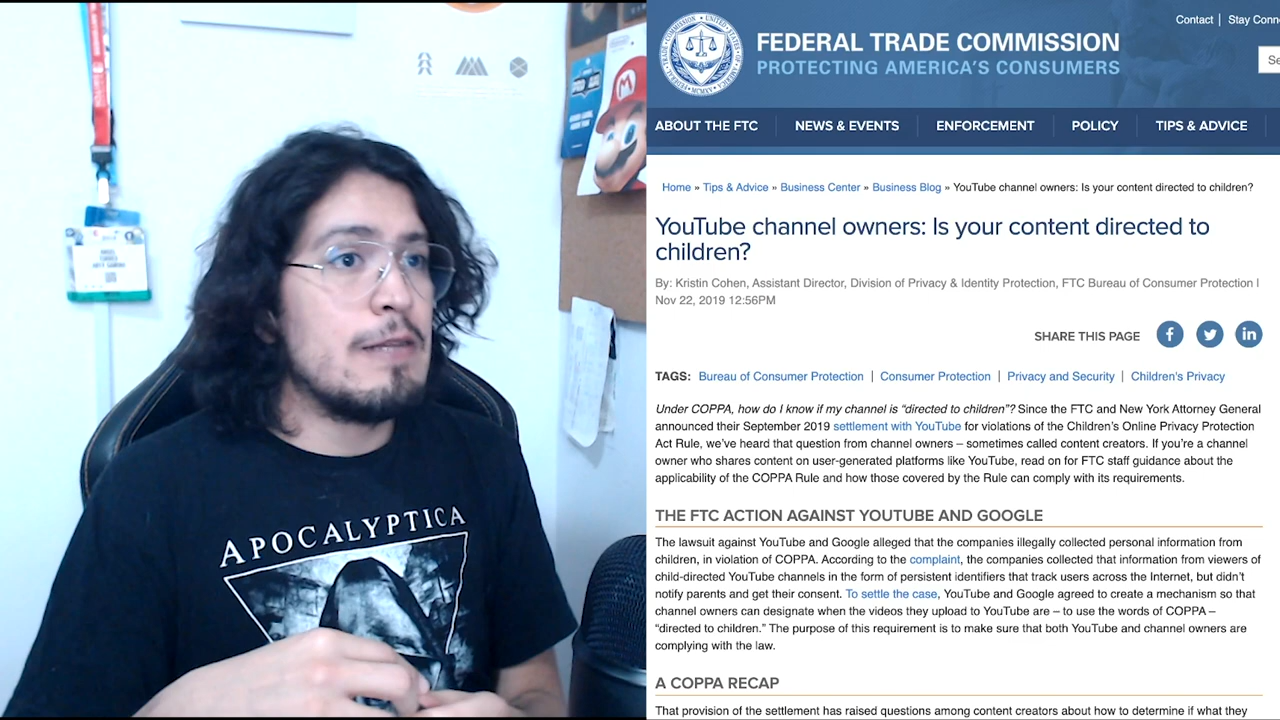 APOCALYPTICA
Contact
Stay Conn
FEDERAL TRADE COMMISSION
PROTECTING AMERICA'S CONSUMERS
Se
ABOUT THE FTC
NEWS & EVENTS
ENFORCEMENT
POLICY
TIPS & ADVICE
Home » Tips & Advice » Business Center » Business Blog » YouTube channel owners: Is your content directed to children?
YouTube channel owners: Is your content directed to
children?
By: Kristin Cohen, Assistant Director, Division of Privacy & Identity Protection, FTC Bureau of Consumer Protection |
Nov 22, 2019 12:56PM
SHARE THIS PAGE
TAGS: Bureau of Consumer Protection | Consumer Protection | Privacy and Security | Children's Privacy
Under COPPA, how do I know if my channel is “directed to children”? Since the FTC and New York Attorney General
announced their September 2019 settlement with YouTube for violations of the Children’s Online Privacy Protection
Act Rule, we’ve heard that question from channel owners – sometimes called content creators. If you’re a channel
owner who shares content on user-generated platforms like YouTube, read on for FTC staff guidance about the
applicability of the COPPA Rule and how those covered by the Rule can comply with its requirements.
THE FTC ACTION AGAINST YOUTUBE AND GOOGLE
The lawsuit against YouTube and Google alleged that the companies illegally collected personal information from
children, in violation of COPPA. According to the complaint, the companies collected that information from viewers of
child-directed YouTube channels in the form of persistent identifiers that track users across the Internet, but didn’t
notify parents and get their consent. To settle the case, YouTube and Google agreed to create a mechanism so that
channel owners can designate when the videos they upload to YouTube are – to use the words of COPPA –
“directed to children.” The purpose of this requirement is to make sure that both YouTube and channel owners are
complying with the law.
A COPPA RECAP
That provision of the settlement has raised questions among content creators about how to determine if what they